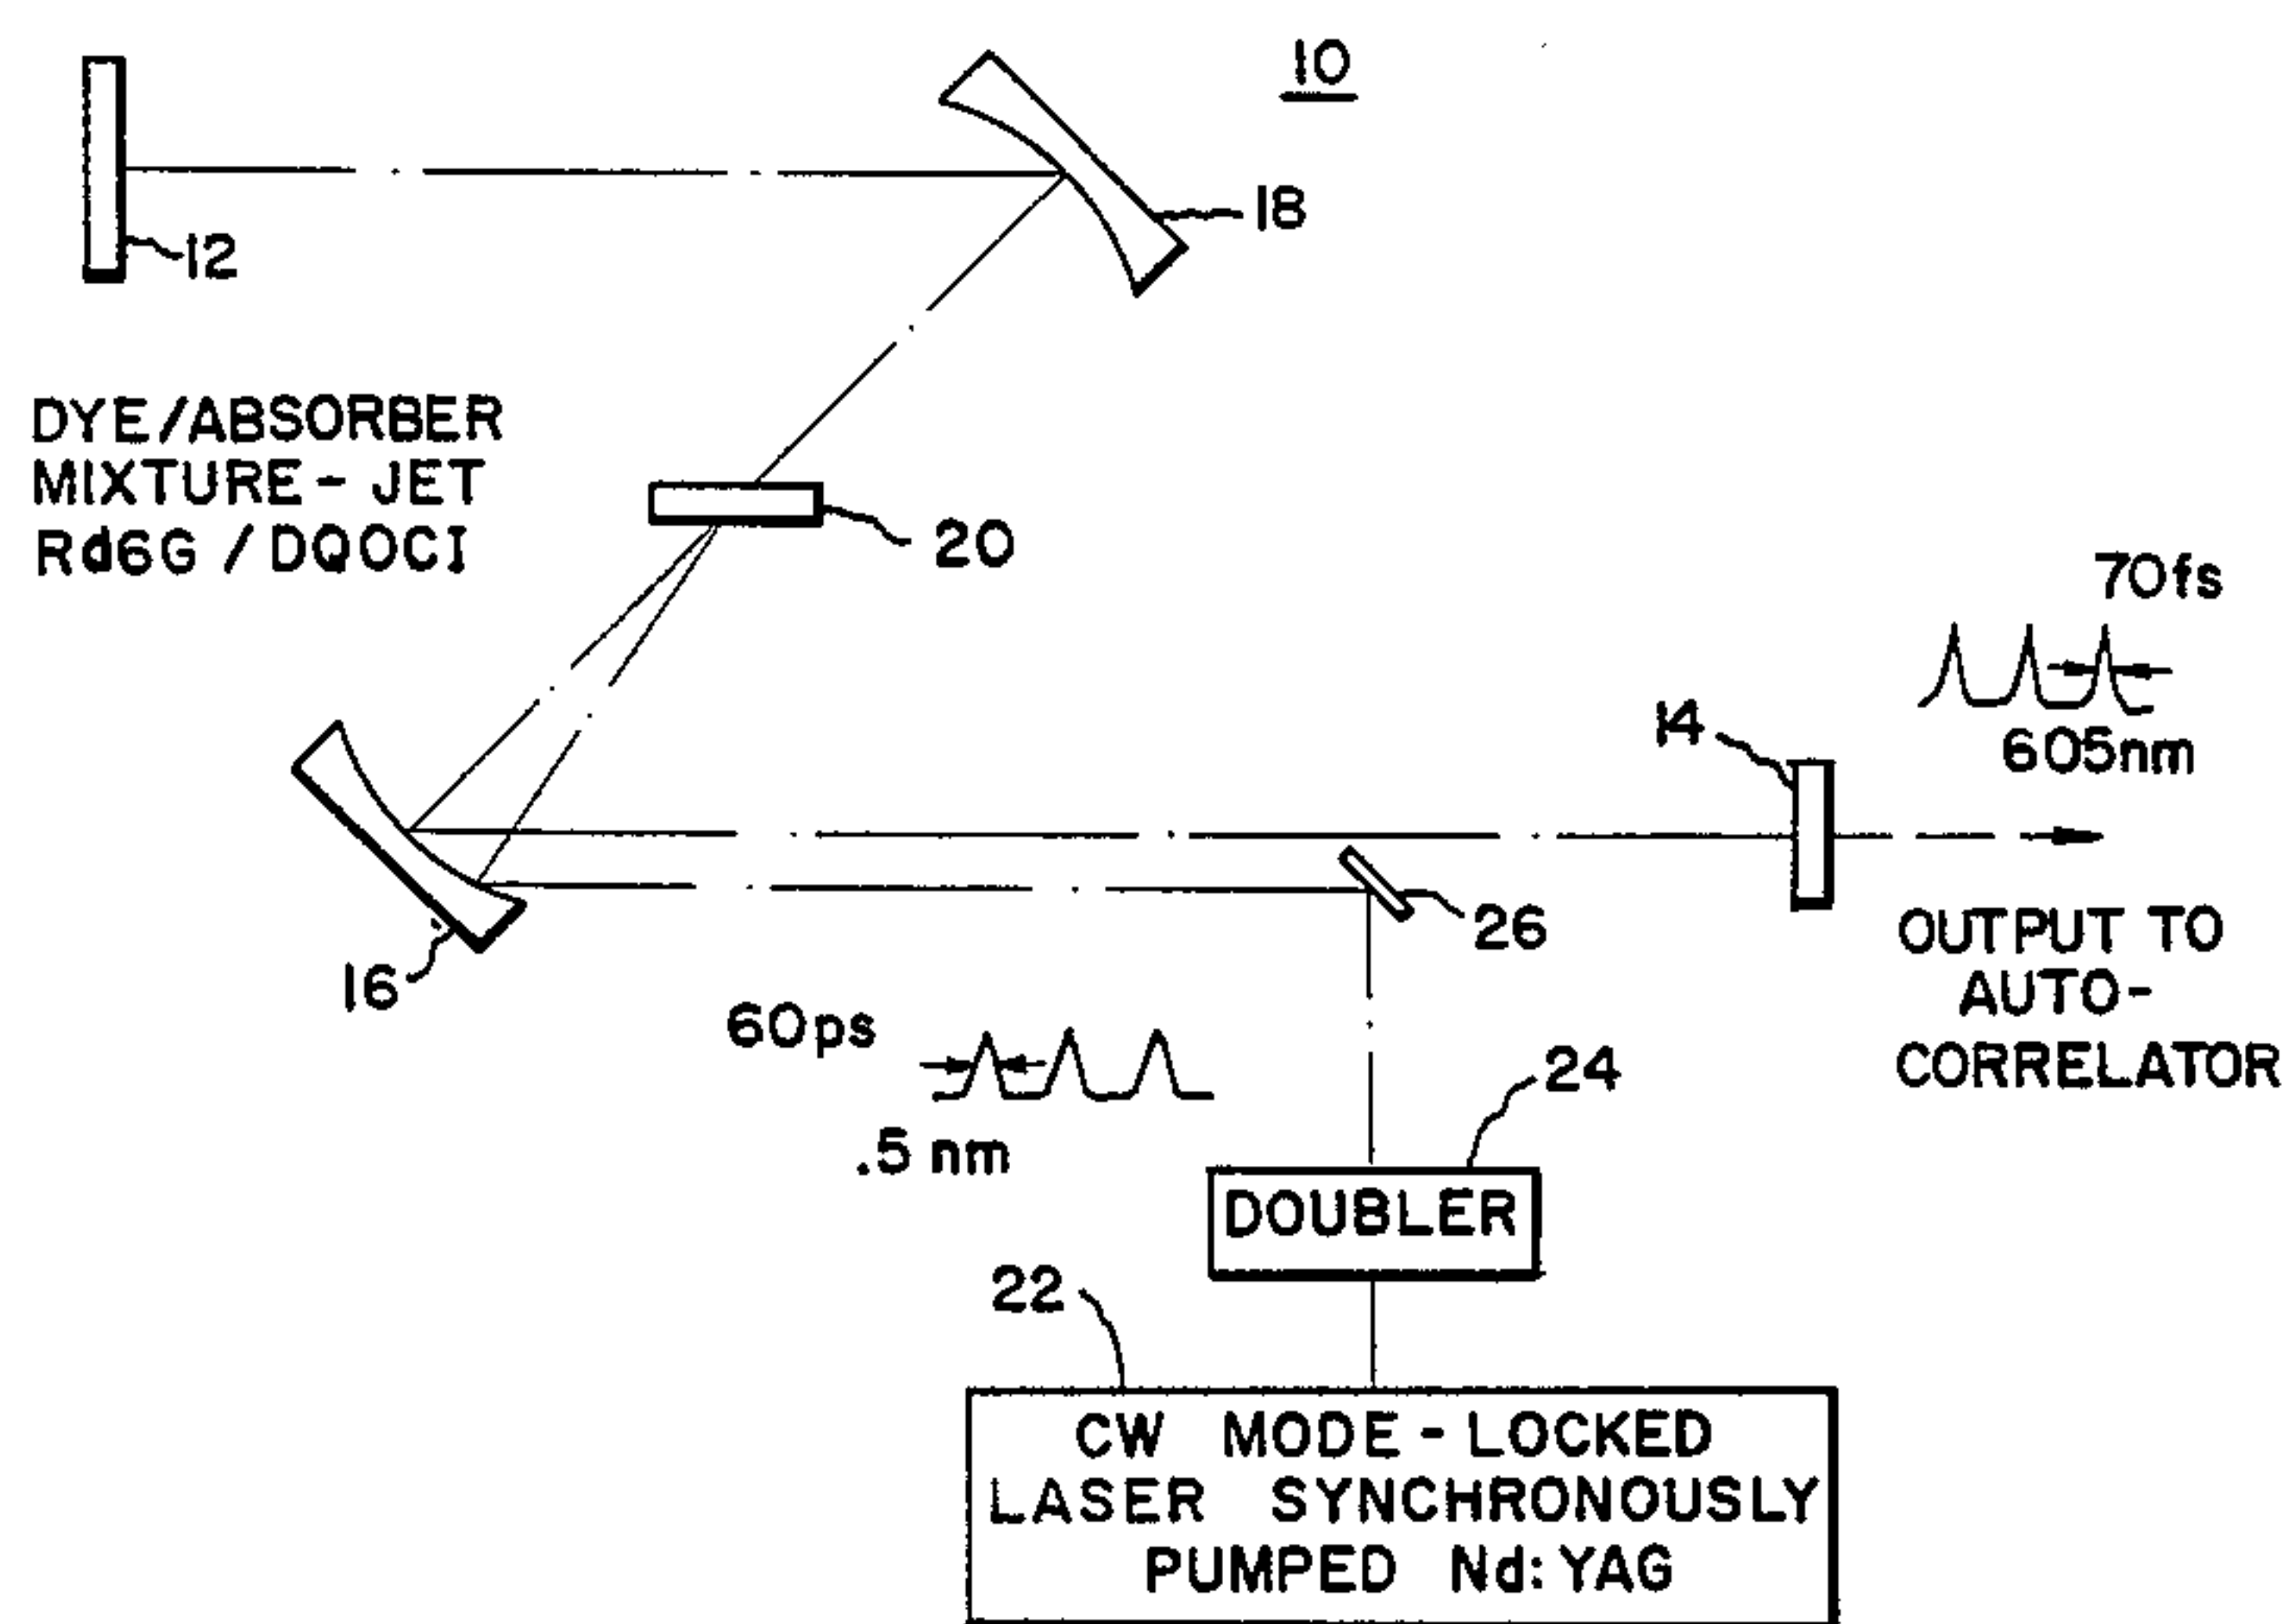 10
18
12
DYE/ABSORBER
MIXTURE - JET
Rd6G / DQOCI
20
70fs
14
605nm
26
OUTPUT TO
AUTO-
CORRELATOR
16
60ps
.5 nm
24
DOUBLER
22
CW MODE - LOCKED
LASER SYNCHRONOUSLY
PUMPED Nd: YAG